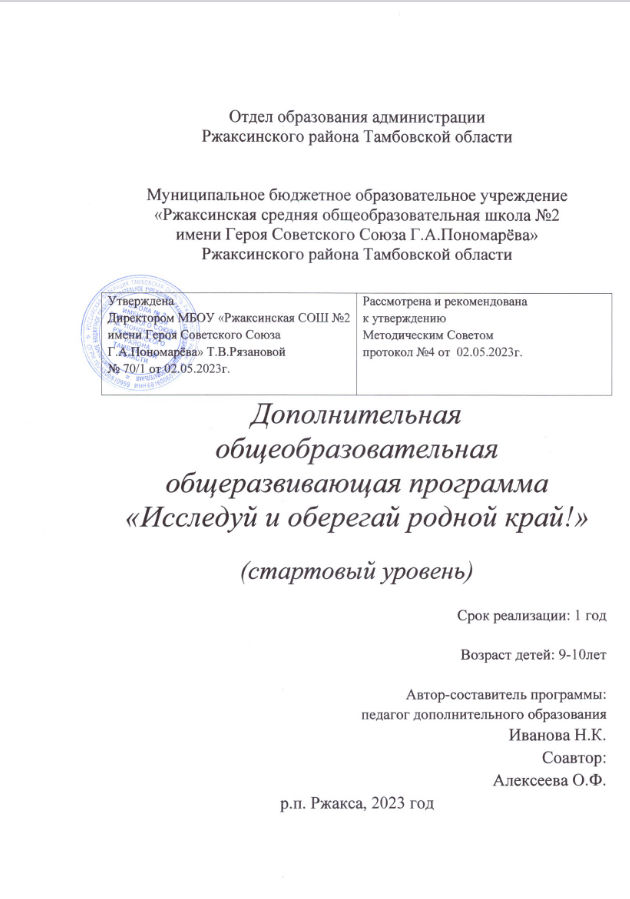 Отдел образования администрации
Ржаксинского района Тамбовской области
Муниципальное бюджетное образовательное учреждение
«Ржаксинская средняя общеобразовательная школа №2
имени Героя Советского Союза Г.А.Пономарёва»
Ржаксинского района Тамбовской области
Утверждена
Директором МБОУ «Ржаксинская СОШ №2
имени Героя Советского Союза
Г.А.Пономарёва» Т.В.Рязановой
№ 70/1 от 02.05.2023г.
Рассмотрена и рекомендована
к утверждению
Методическим Советом
протокол №4 от 02.05.2023г.
Дополнительная
общеобразовательная
общеразвивающая программа
«Исследуй и оберегай родной край!»
(стартовый уровень)
Срок реализации: 1 год
Возраст детей: 9-10лет
Автор-составитель программы:
педагог дополнительного образования
Иванова Н.К.
Соавтор:
Алексеева О.Ф.
р.п. Ржакса, 2023 год